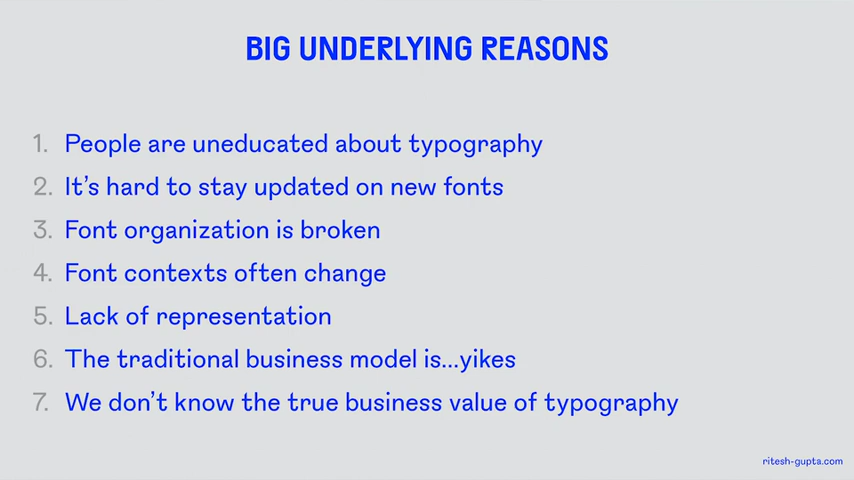 BIG UNDERLYING REASONS
1. People are uneducated about typography
2. It’s hard to stay updated on new fonts
3. Font organization is broken
4. Font contexts often change
5. Lack of representation
6. The traditional business model is...yikes
7. We don’t know the true business value of typography
ritesh-gupta.com